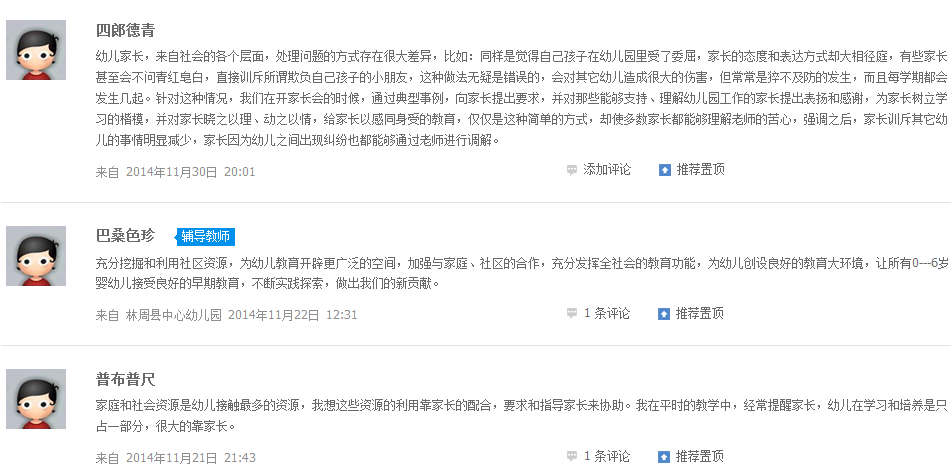 四郎德青
幼儿家长，来自社会的各个层面，处理问题的方式存在很大差异，比如：同样是觉得自己孩子在幼儿园里受了委屈，家长的态度和表达方式却大相径庭，有些家长
甚至会不问青红皂白，直接训斥所谓欺负自己孩子的小朋友，这种做法无疑是错误的，会对其它幼儿造成很大的伤害，但常常是猝不及防的发生，而且每学期都会
发生几起。针对这种情况，我们在开家长会的时候，通过典型事例，向家长提出要求，并对那些能够支持、理解幼儿园工作的家长提出表扬和感谢，为家长树立学
习的楷模，并对家长晓之以理、动之以情，给家长以感同身受的教育，仅仅是这种简单的方式，却使多数家长都能够理解老师的苦心，强调之后，家长训斥其它幼
儿的事情明显减少，家长因为幼儿之间出现纠纷也都能够通过老师进行调解。
来自 2014年11月30日 20:01 添加评论 推荐置顶
巴桑色珍 辅导教师
充分挖掘和利用社区资源，为幼儿教育开辟更广泛的空间，加强与家庭、社区的合作，充分发挥全社会的教育功能，为幼儿创设良好的教育大环境，让所有0---6岁
婴幼儿接受良好的早期教育，不断实践探索，做出我们的新贡献。
来自 林周县中心幼儿园 2014年11月22日 12:31 1 条评论 推荐置顶
普布普尺
家庭和社会资源是幼儿接触最多的资源，我想这些资源的利用靠家长的配合，要求和指导家长来协助。我在平时的教学中，经常提醒家长，幼儿在学习和培养是只
占一部分，很大的靠家长。
来自 2014年11月21日 21:43 1 条评论 推荐置顶